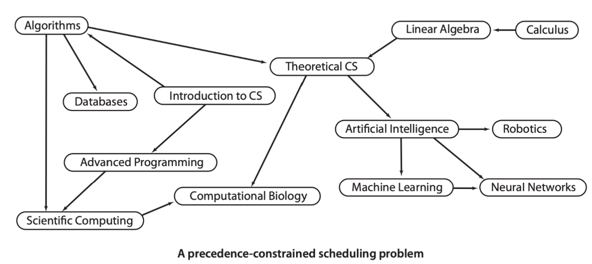 Algorithms
Linear Algebra
Calculus
Theoretical CS
Databases
Introduction to CS
Artificial Intelligence
Robotics
Advanced Programming
Machine Learning
Neural Networks
Computational Biology
Scientific Computing
A precedence-constrained scheduling problem